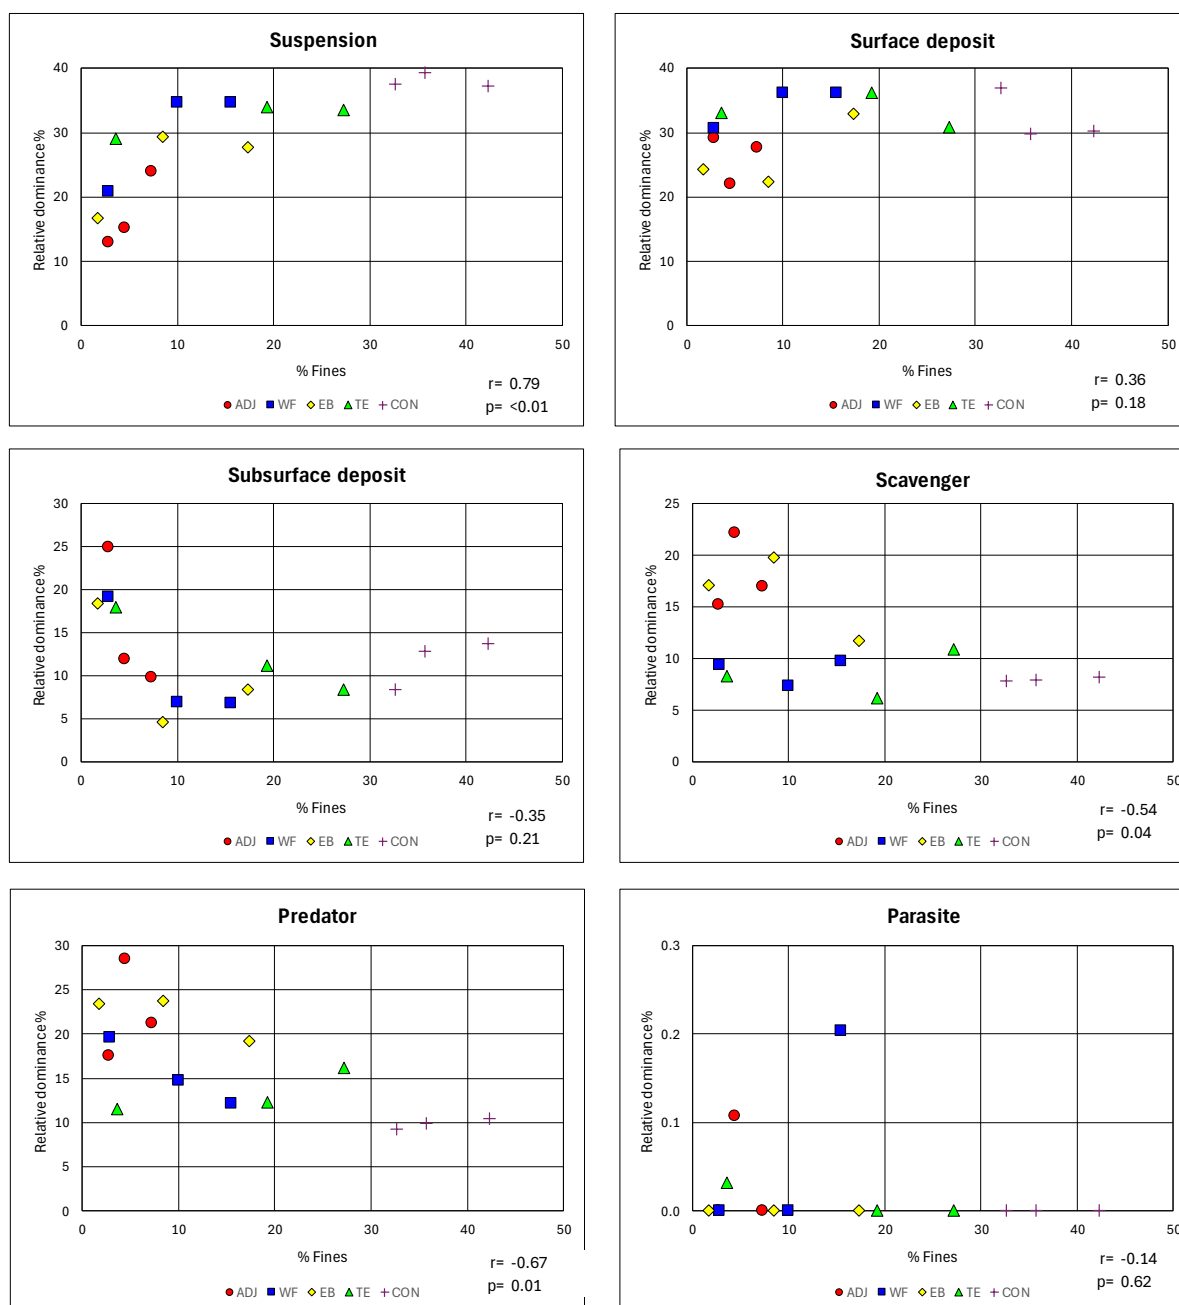 Suspension
40
30
20
10
0
Relative dominance%
0 10 20 30 40 50
% Fines
r= 0.79
p= <0.01
ADJ WF EB TE CON
Surface deposit
40
30
20
10
0
Relative dominance%
0 10 20 30 40 50
% Fines
r= 0.36
p= 0.18
ADJ WF EB TE CON
Subsurface deposit
30
25
20
15
10
5
0
Relative dominance%
0 10 20 30 40 50
% Fines
r= -0.35
p= 0.21
ADJ WF EB TE CON
Scavenger
25
20
15
10
5
0
Relative dominance%
0 10 20 30 40 50
% Fines
r= -0.54
p= 0.04
ADJ WF EB TE CON
Predator
30
25
20
15
10
5
0
Relative dominance%
0 10 20 30 40 50
% Fines
r= -0.67
p= 0.01
ADJ WF EB TE CON
Parasite
0.3
0.2
0.1
0.0
Relative dominance%
0 10 20 30 40 50
% Fines
r= -0.14
p= 0.62
ADJ WF EB TE CON